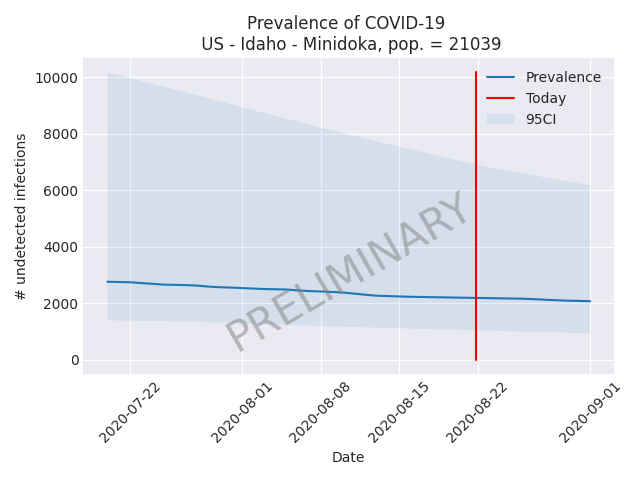 Prevalence of COVID-19
US - Idaho - Minidoka, pop. = 21039
Prevalence
Today
95CI
# undetected infections
10000
8000
6000
4000
2000
0
PRELIMINARY
2020-07-22
2020-08-01
2020-08-08
2020-08-15
2020-08-22
2020-09-01
Date